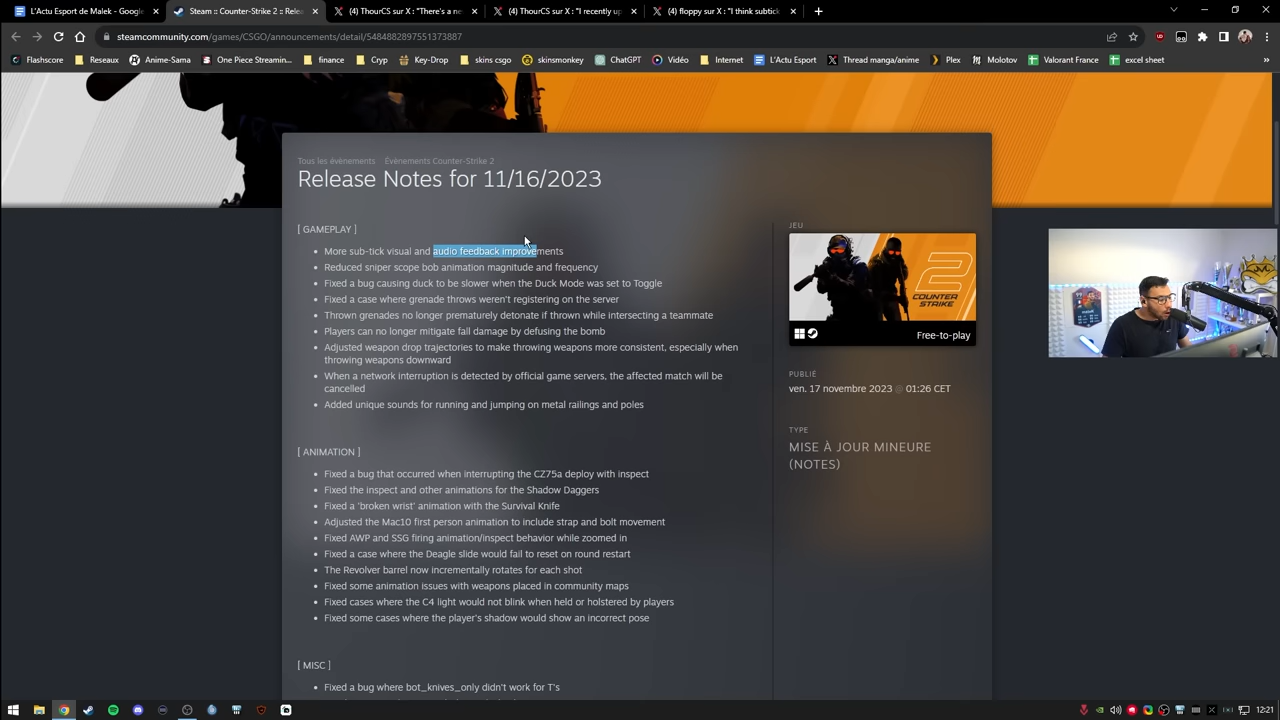 L'Actus Esport de Malek - Google
Steam :: Counter-Strike 2 :: Relea
(4) ThourCS sur X : "There's a ne
(4) ThourCS sur X : "I recently up
(4) floppy sur X : "I think subtick
steamcommunity.com/games/CSGO/announcements/detail/5484882897551373887
Flashscore
Reseaux
Anime-Sama
One Piece Streamin...
finance
Cryp
Key-Drop
skins csgo
skinsmonkey
ChatGPT
Vidéo
Internet
L'Actu Esport
Thread manga/anime
Plex
Molotov
Valorant France
excel sheet
Tous les évènements
Évènements Counter-Strike 2
Release Notes for 11/16/2023
[ GAMEPLAY ]
More sub-tick visual and audio feedback improvements
Reduced sniper scope bob animation magnitude and frequency
Fixed a bug causing duck to be slower when the Duck Mode was set to Toggle
Fixed a case where grenade throws weren't registering on the server
Thrown grenades no longer prematurely detonate if thrown while intersecting a teammate
Players can no longer mitigate fall damage by defusing the bomb
Adjusted weapon drop trajectories to make throwing weapons more consistent, especially when
throwing weapons downward
When a network interruption is detected by official game servers, the affected match will be
cancelled
Added unique sounds for running and jumping on metal railings and poles
[ ANIMATION ]
Fixed a bug that occurred when interrupting the CZ75a deploy with inspect
Fixed the inspect and other animations for the Shadow Daggers
Fixed a 'broken wrist' animation with the Survival Knife
Adjusted the Mac10 first person animation to include strap and bolt movement
Fixed AWP and SSG firing animation/inspect behavior while zoomed in
Fixed a case where the Deagle slide would fail to reset on round restart
The Revolver barrel now incrementally rotates for each shot
Fixed some animation issues with weapons placed in community maps
Fixed cases where the C4 light would not blink when held or holstered by players
Fixed some cases where the player's shadow would show an incorrect pose
[ MISC ]
Fixed a bug where bot_knives_only didn't work for T's
JEU
2
COUNTER
STRIKE
Free-to-play
PUBLIÉ
ven. 17 novembre 2023 @ 01:26 CET
TYPE
MISE À JOUR MINEURE
(NOTES)
12:21